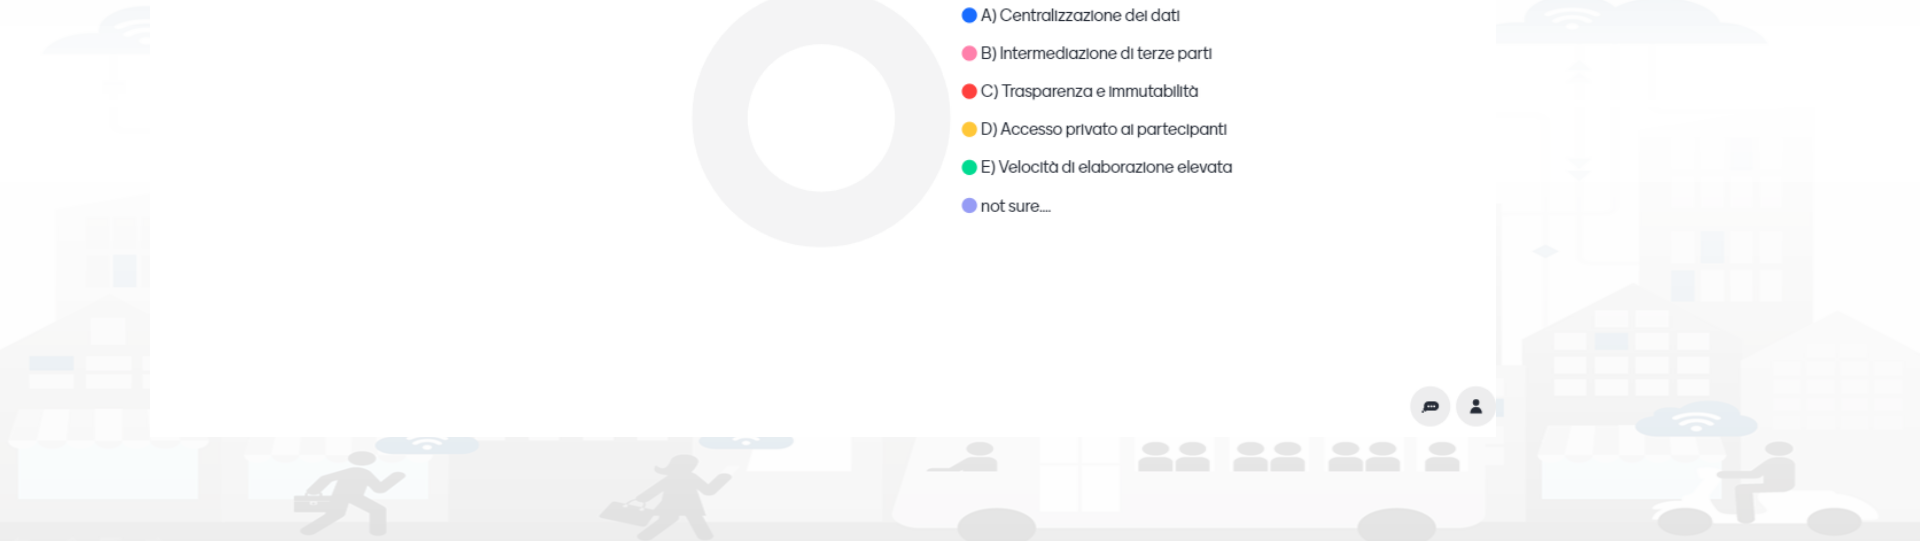 A) Centralizzazione dei dati
B) Intermediazione di terze parti
C) Trasparenza e immutabilità
D) Accesso privato ai partecipanti
E) Velocità di elaborazione elevata
not sure....